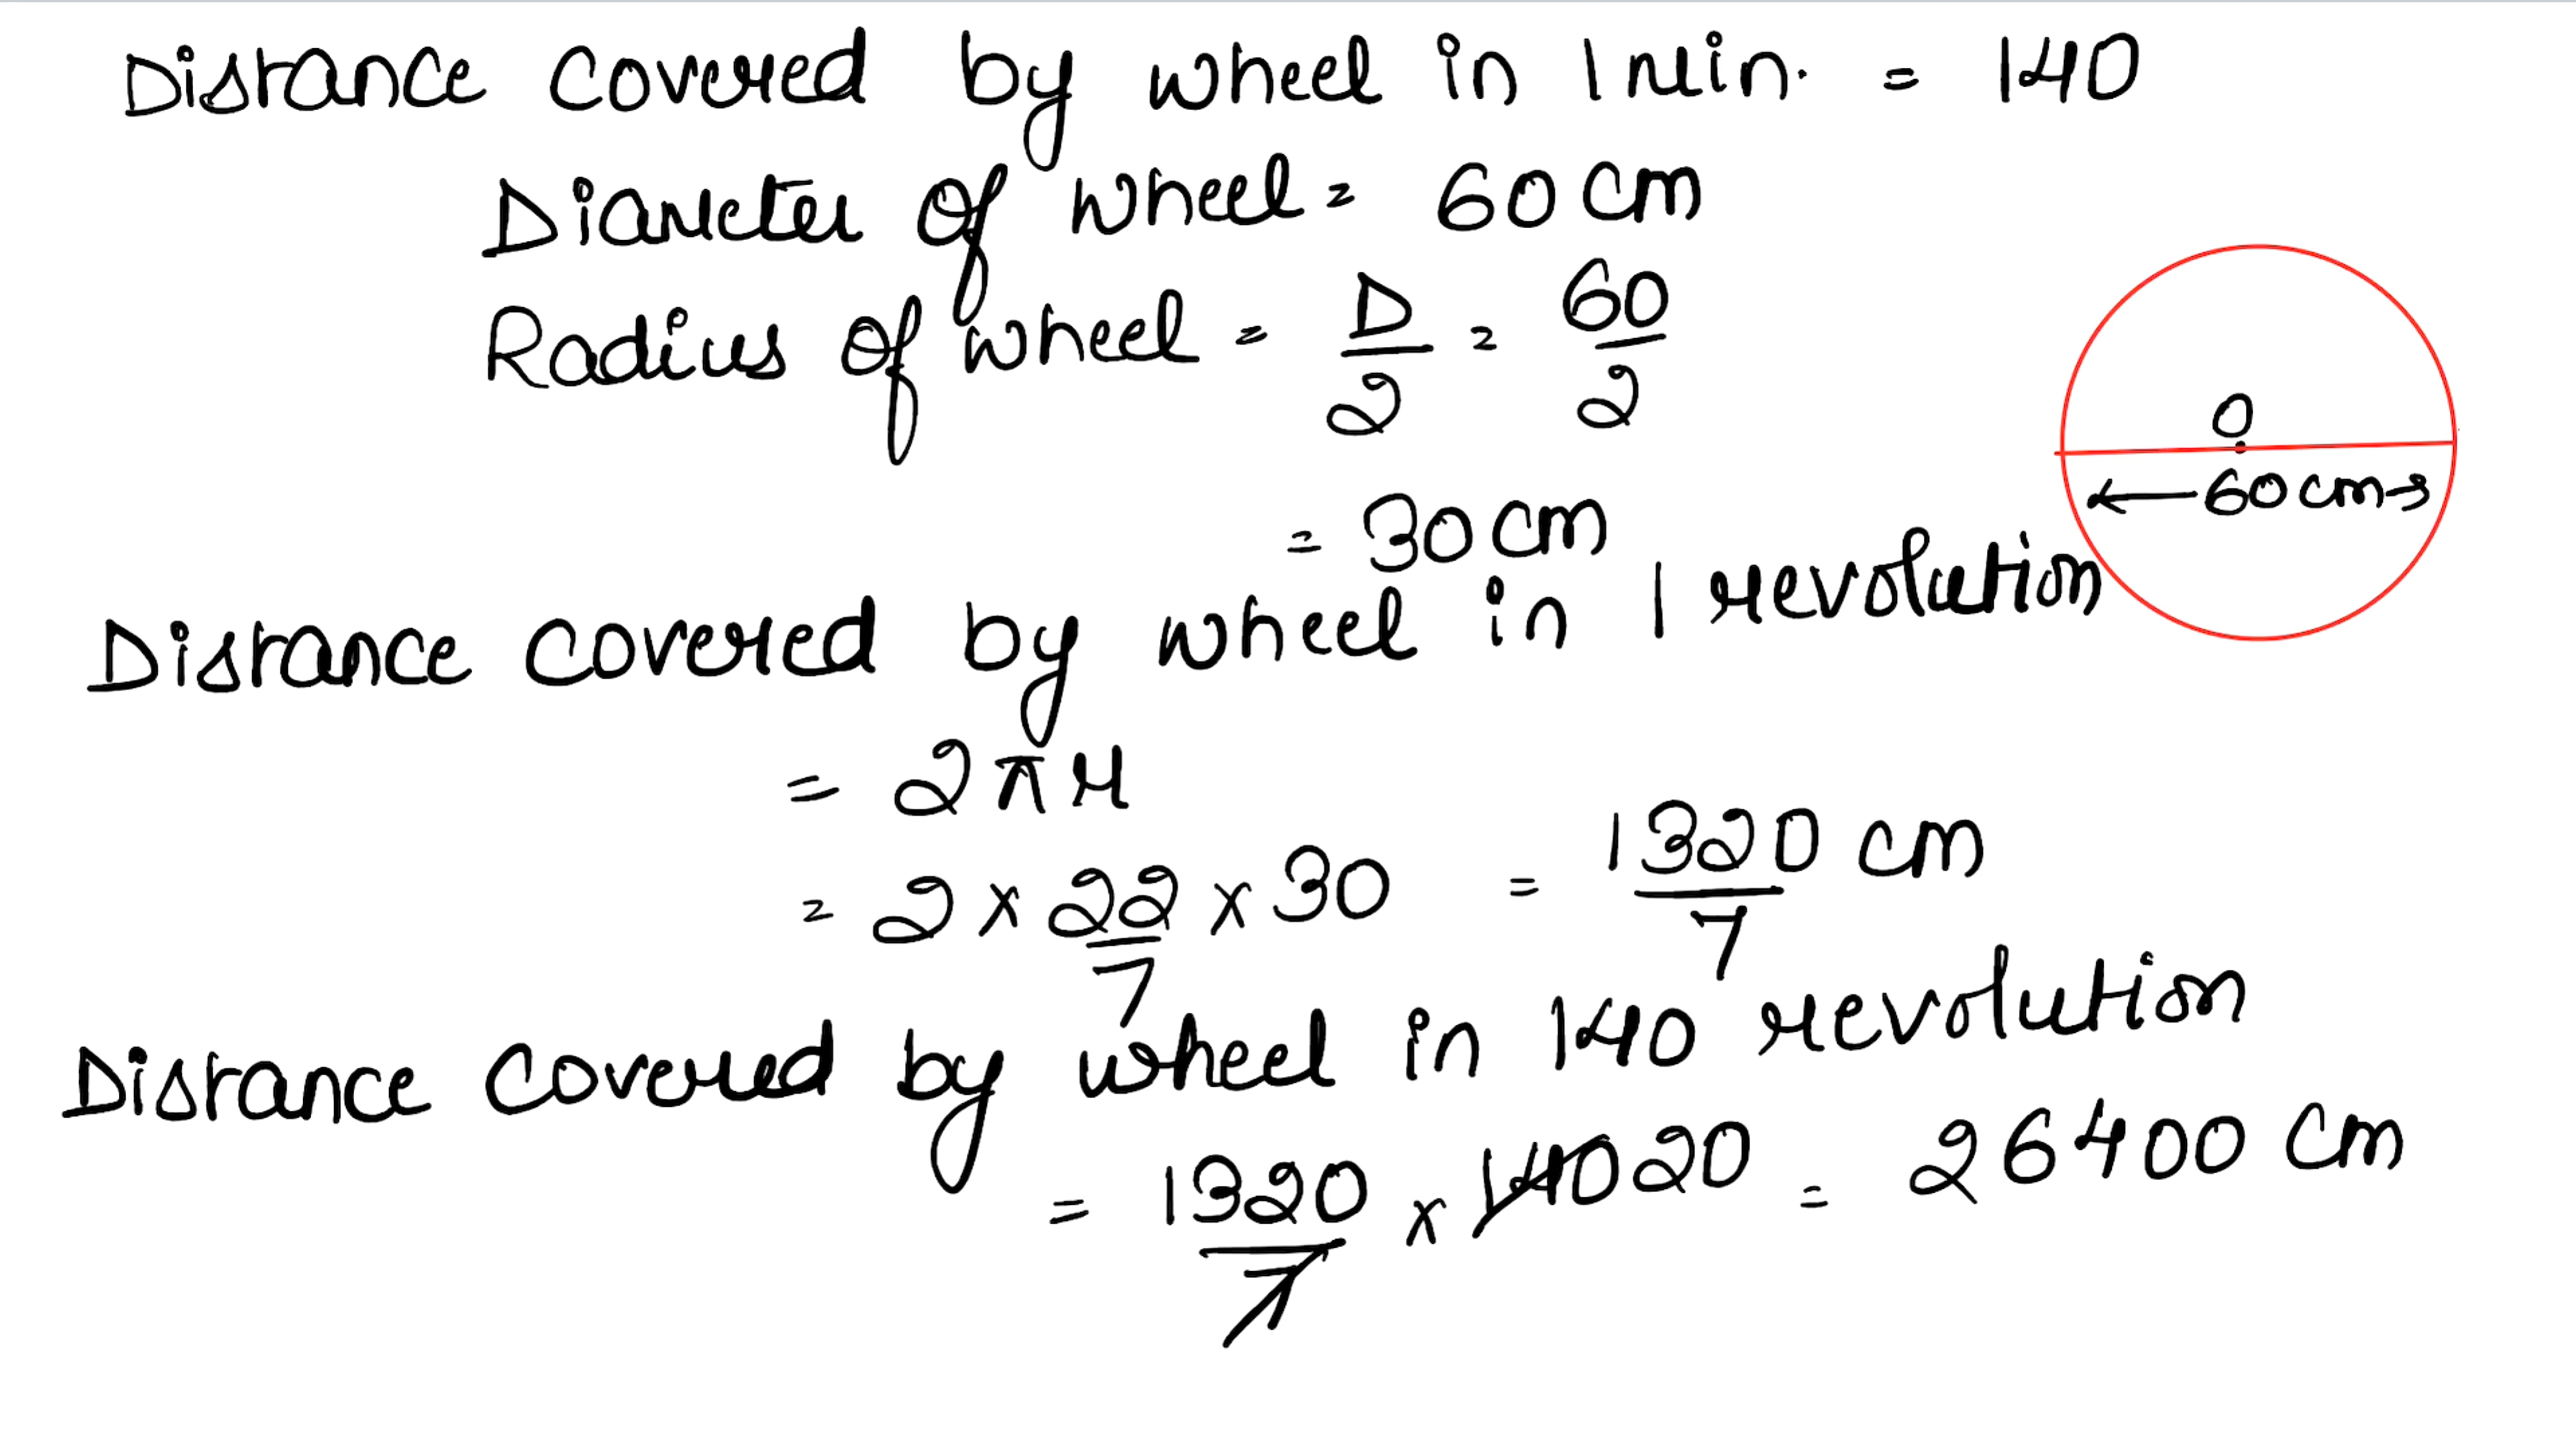 Distance covered by wheel in 1 min. = 140
Diameter of wheel = 60 cm
Radius of wheel = D/2 = 60/2
= 30 cm
O
60 cm
Distance covered by wheel in 1 revolution
= 2πr
= 2 × 22/7 × 30 = 1320/7 cm
Distance covered by wheel in 140 revolution
= 1320/7 × 140 20 = 26400 cm